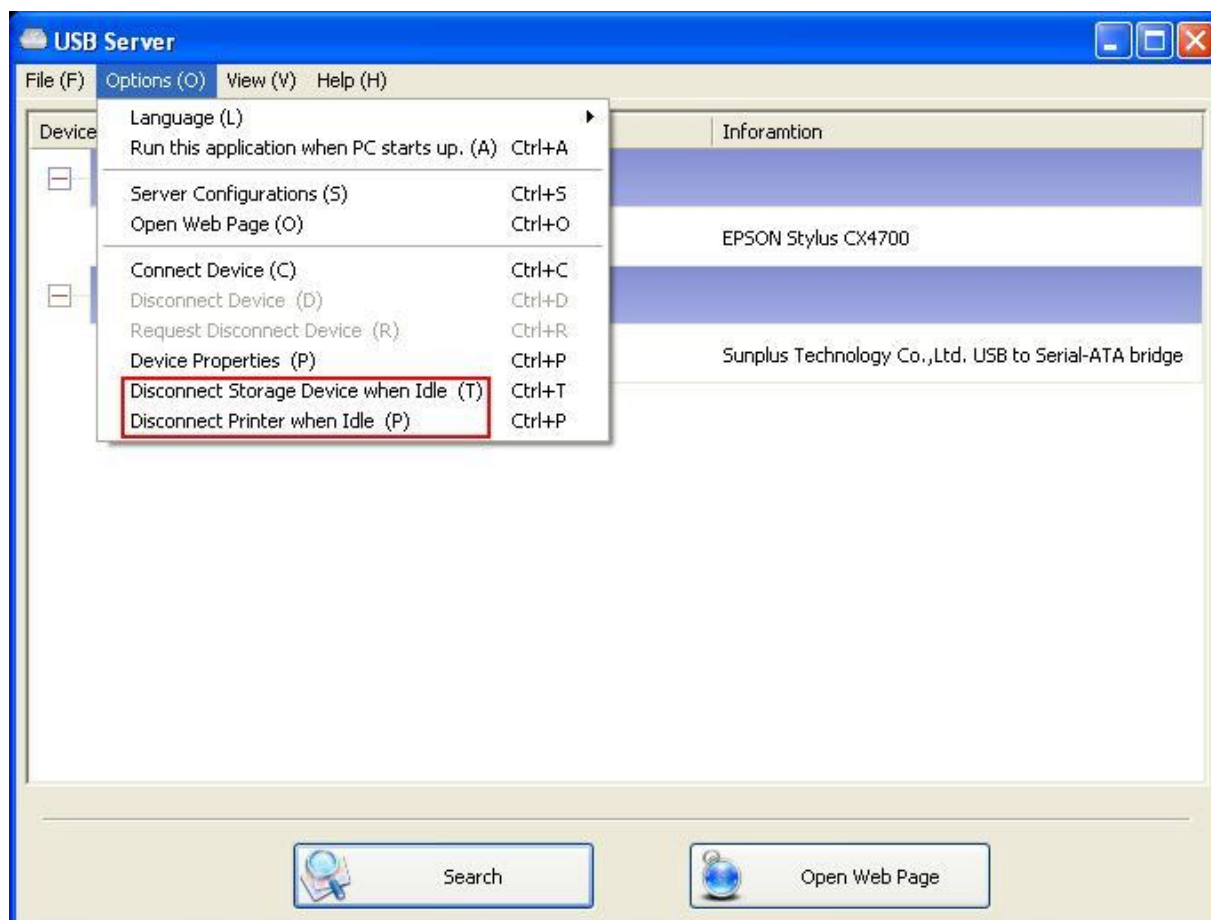 USB Server
File (F) Options (O) View (V) Help (H)
Device Inforamtion
Language (L)
Run this application when PC starts up. (A) Ctrl+A
Server Configurations (S) Ctrl+S
Open Web Page (O) Ctrl+O
EPSON Stylus CX4700
Connect Device (C) Ctrl+C
Disconnect Device (D) Ctrl+D
Request Disconnect Device (R) Ctrl+R
Device Properties (P) Ctrl+P
Sunplus Technology Co.,Ltd. USB to Serial-ATA bridge
Disconnect Storage Device when Idle (T) Ctrl+T
Disconnect Printer when Idle (P) Ctrl+P
Search
Open Web Page